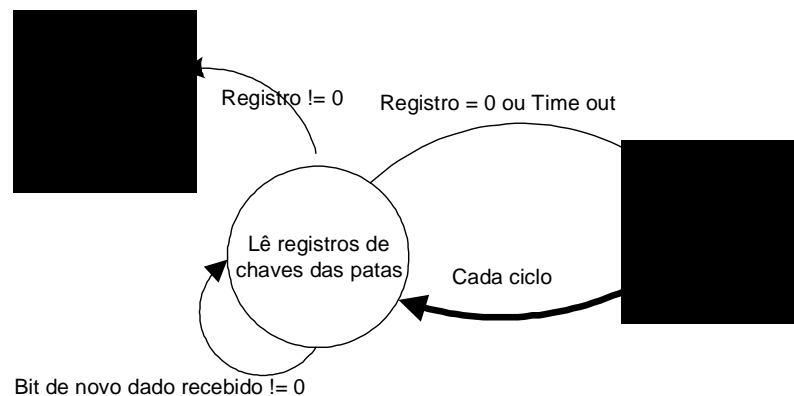 Registro != 0
Registro = 0 ou Time out
Lê registros de
chaves das patas
Cada ciclo
Bit de novo dado recebido != 0